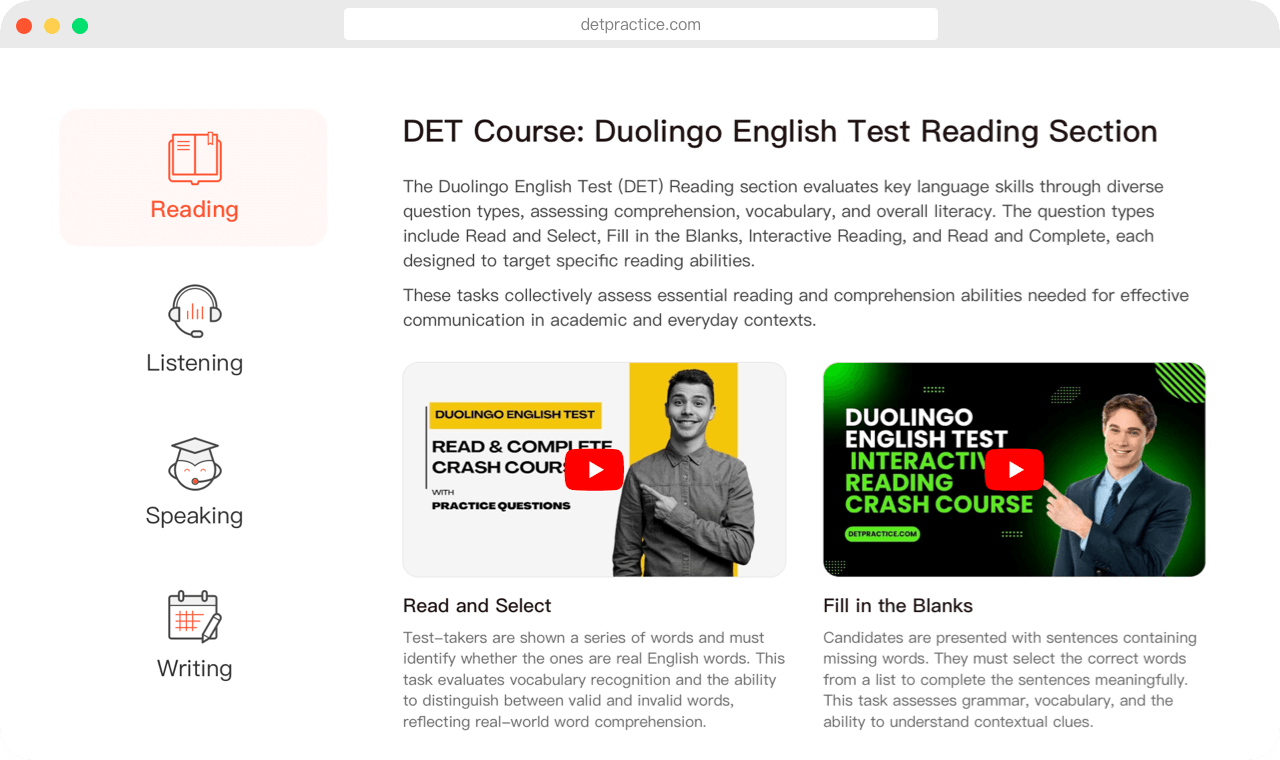 detpractice.com
Reading
Listening
Speaking
Writing
DET Course: Duolingo English Test Reading Section
The Duolingo English Test (DET) Reading section evaluates key language skills through diverse
question types, assessing comprehension, vocabulary, and overall literacy. The question types
include Read and Select, Fill in the Blanks, Interactive Reading, and Read and Complete, each
designed to target specific reading abilities.
These tasks collectively assess essential reading and comprehension abilities needed for effective
communication in academic and everyday contexts.
DUOLINGO ENGLISH TEST
READ & COMPLETE
CRASH COURS
WITH
PRACTICE QUESTIONS
Read and Select
Test-takers are shown a series of words and must
identify whether the ones are real English words. This
task evaluates vocabulary recognition and the ability
to distinguish between valid and invalid words,
reflecting real-world word comprehension.
DUOLINGO
ENGLISH TEST
INTERACTIV
READING
CRASH COURSE
DETPRACTICE.COM
Fill in the Blanks
Candidates are presented with sentences containing
missing words. They must select the correct words
from a list to complete the sentences meaningfully.
This task assesses grammar, vocabulary, and the
ability to understand contextual clues.